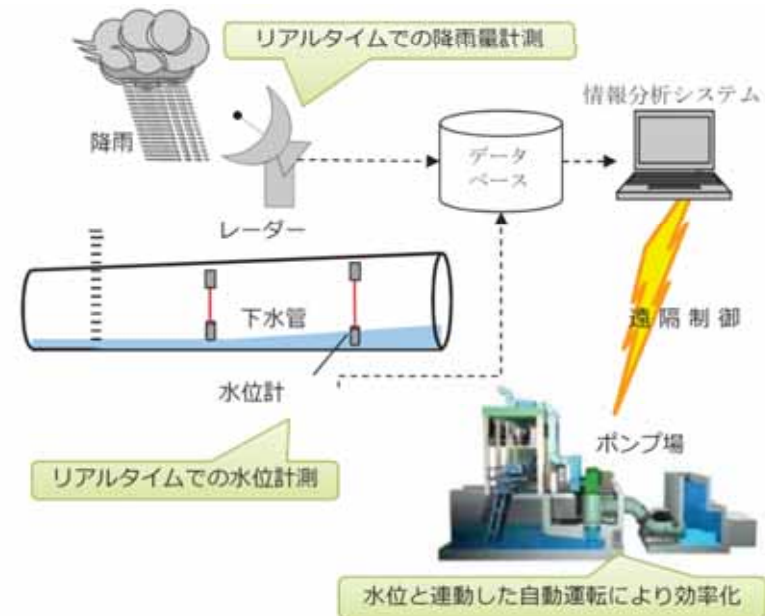 リアルタイムでの降雨量計測
情報分析システム
降雨
データ
ベース
レーダー
下水管
遠隔制御
水位計
ポンプ場
リアルタイムでの水位計測
水位と連動した自動運転により効率化